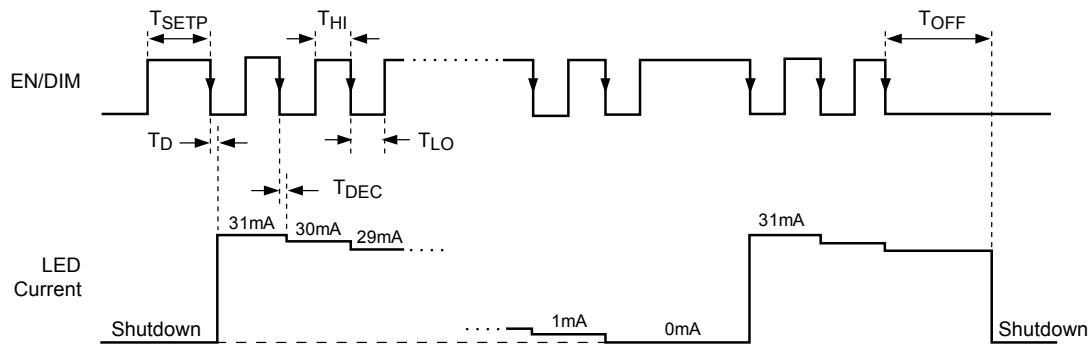 TSETP
THI
TOFF
EN/DIM
TD
TLO
TDEC
31mA
30mA
29mA
31mA
LED
Current
1mA
0mA
Shutdown
Shutdown